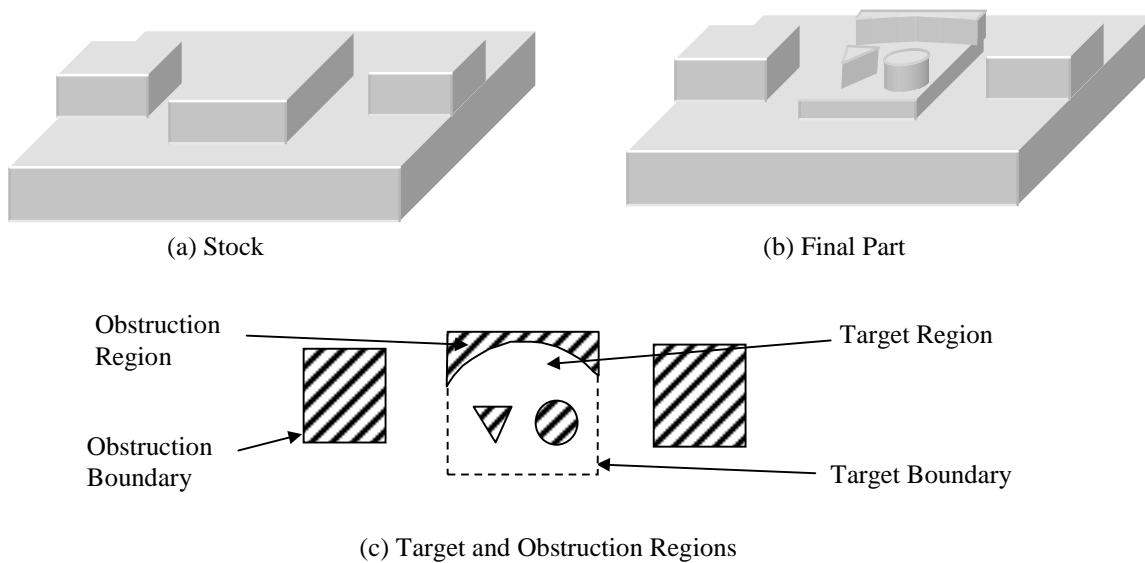 (a) Stock
(b) Final Part
Obstruction
Region
Target Region
Obstruction
Boundary
Target Boundary
(c) Target and Obstruction Regions